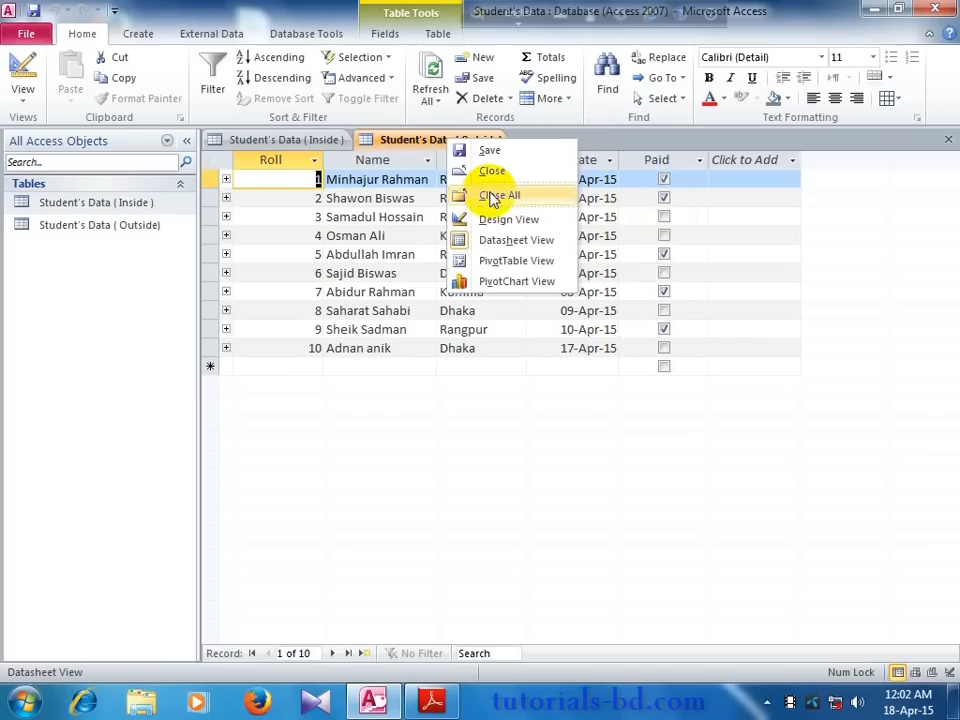 Table Tools
Student's Data : Database (Access 2007) - Microsoft Access
File Home Create External Data Database Tools Fields Table
View
Views
Paste
Cut
Copy
Format Painter
Clipboard
Filter
Ascending
Descending
Remove Sort
Selection
Advanced
Toggle Filter
Sort & Filter
Refresh
All
New
Save
Delete
Totals
Spelling
More
Records
Find
Replace
Go To
Select
Find
Calibri (Detail) 11
B I U
A
Text Formatting
All Access Objects
Search...
Tables
Student's Data ( Inside )
Student's Data ( Outside)
Student's Data ( Inside )
Roll Name Paid Click to Add
1 Minhajur Rahman
2 Shawon Biswas
3 Samadul Hossain
4 Osman Ali
5 Abdullah Imran
6 Sajid Biswas
7 Abidur Rahman
8 Saharat Sahabi Dhaka 09-Apr-15
9 Sheik Sadman Rangpur 10-Apr-15
10 Adnan anik Dhaka 17-Apr-15
Save
Close
Close All
Design View
Datasheet View
PivotTable View
PivotChart View
Record: 1 of 10 No Filter Search
Datasheet View
Num Lock
tutorials-bd.com
12:02 AM
18-Apr-15